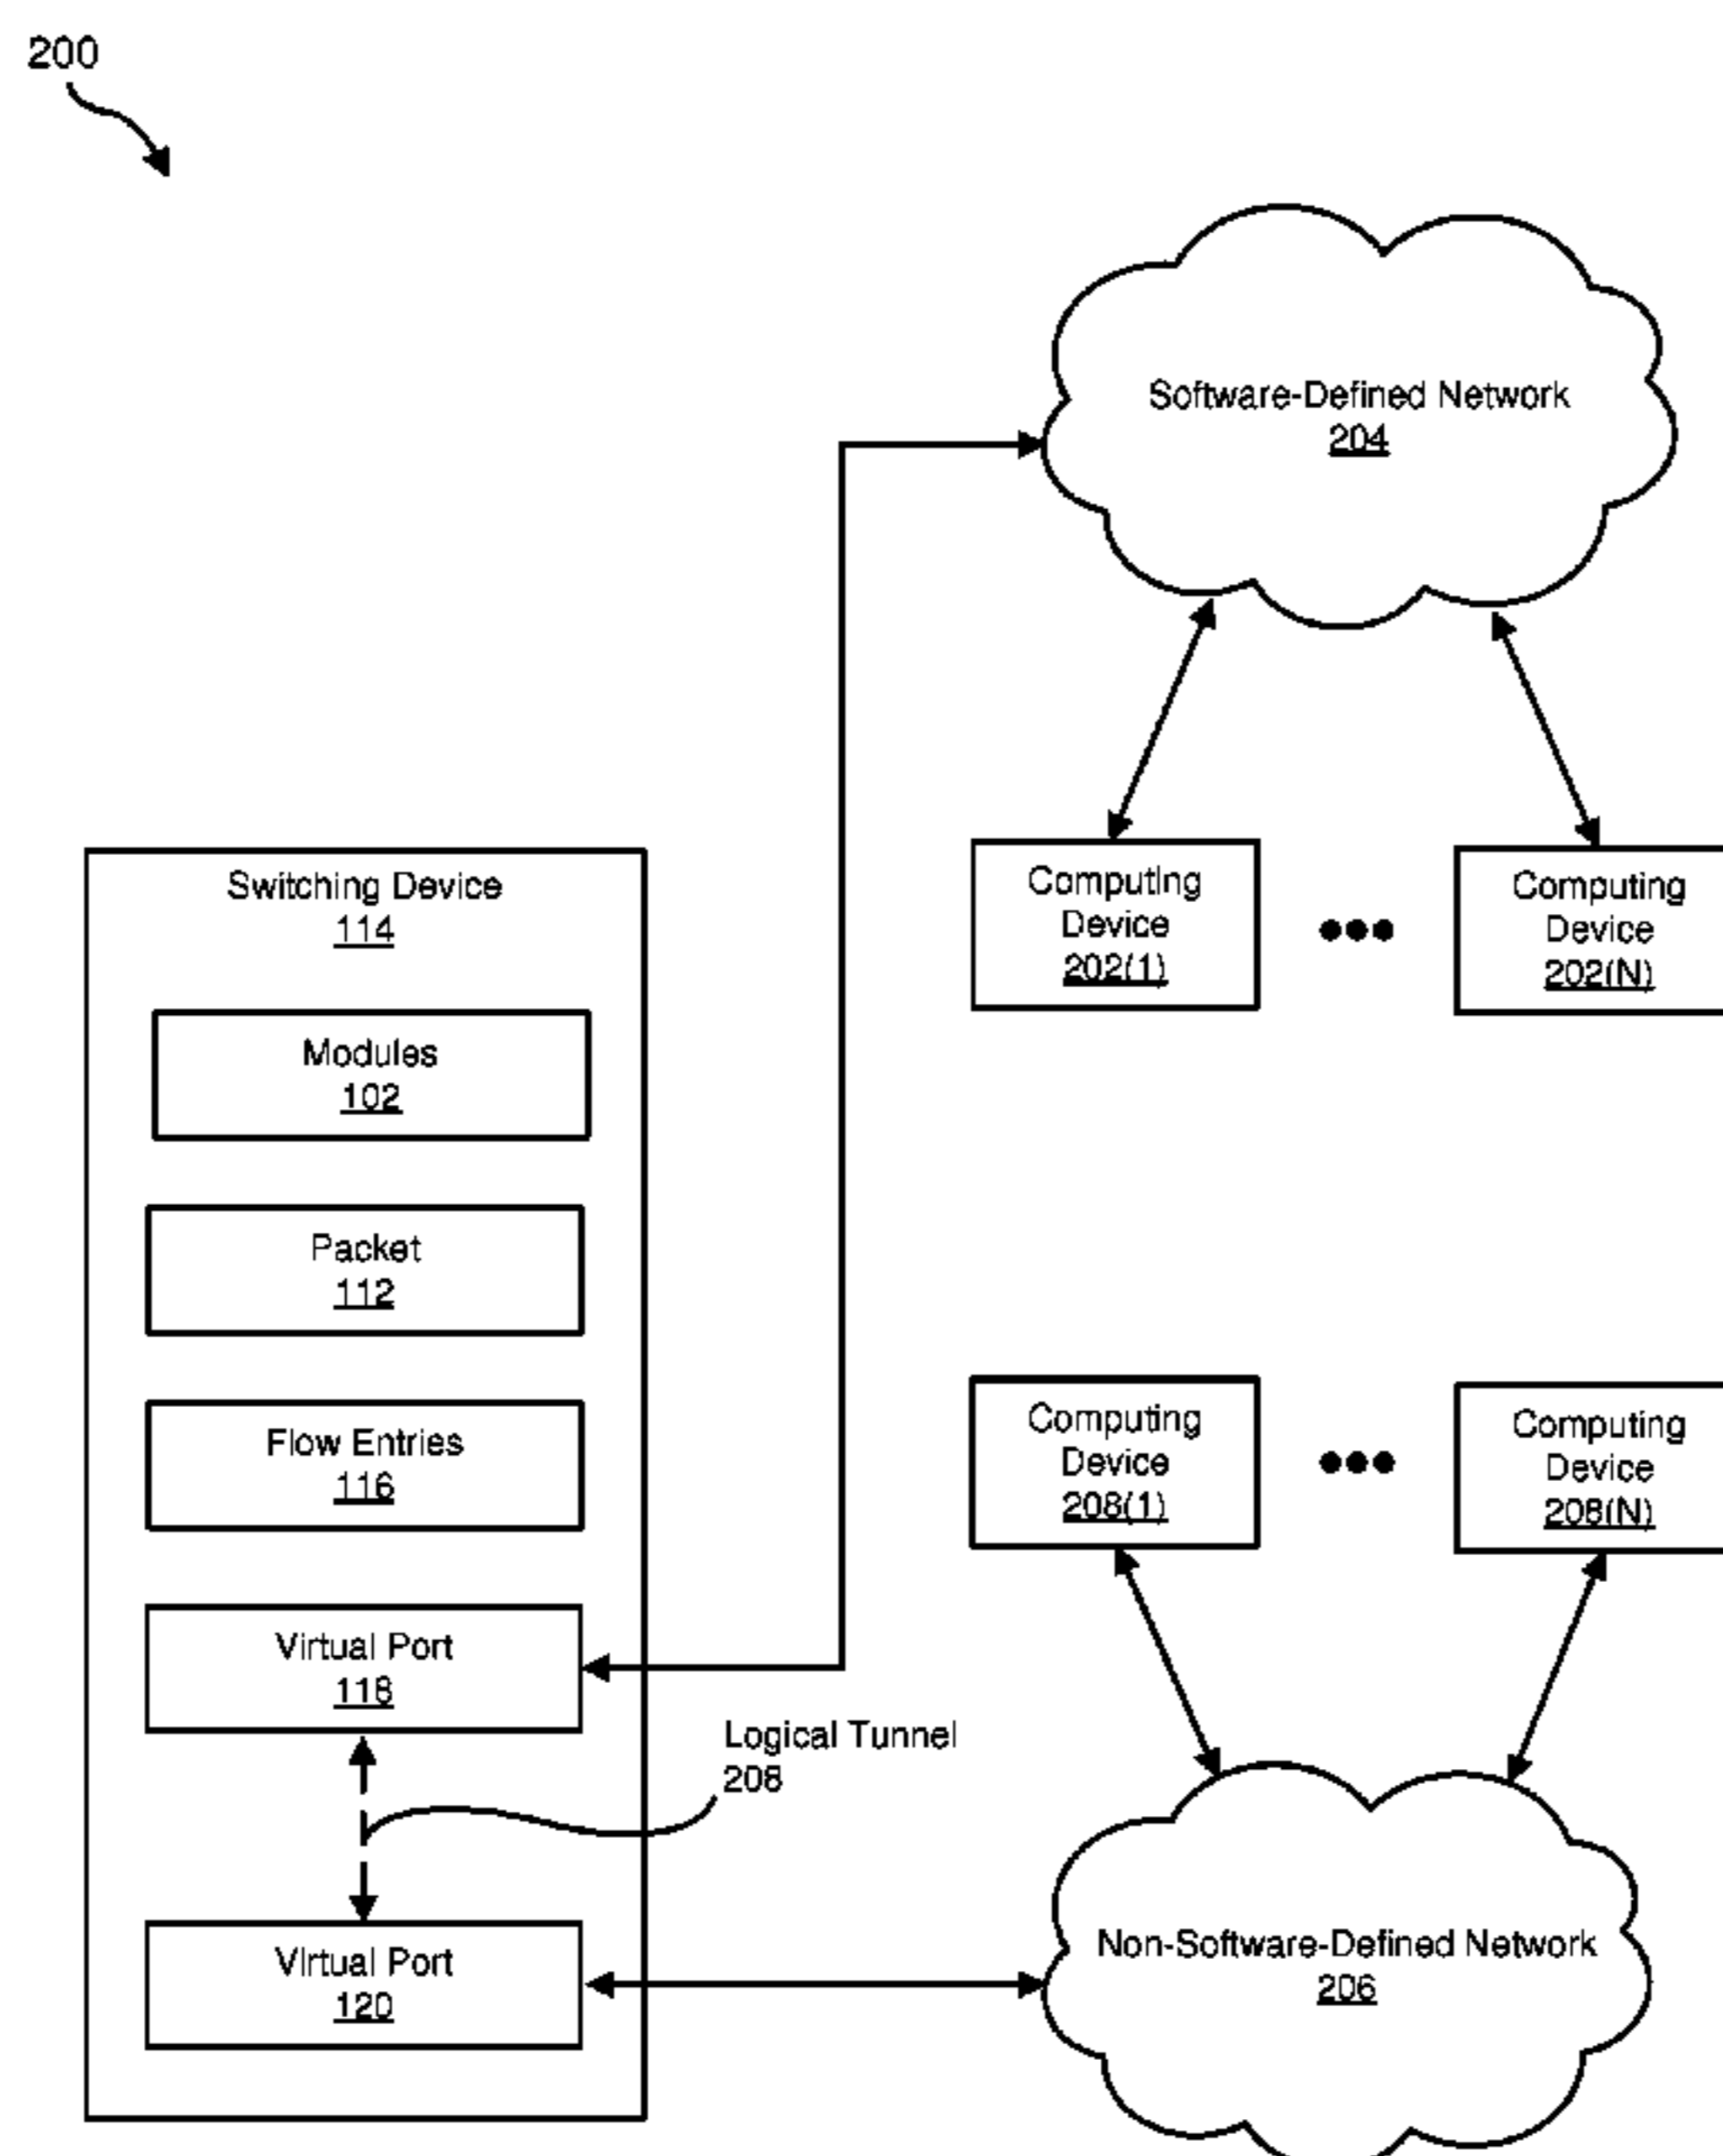 200
Software-Defined Network
204
Switching Device
114
Modules
102
Packet
112
Flow Entries
116
Virtual Port
118
Logical Tunnel
208
Virtual Port
120
Computing
Device
202(1)
Computing
Device
202(N)
Computing
Device
208(1)
Computing
Device
208(N)
Non-Software-Defined Network
206